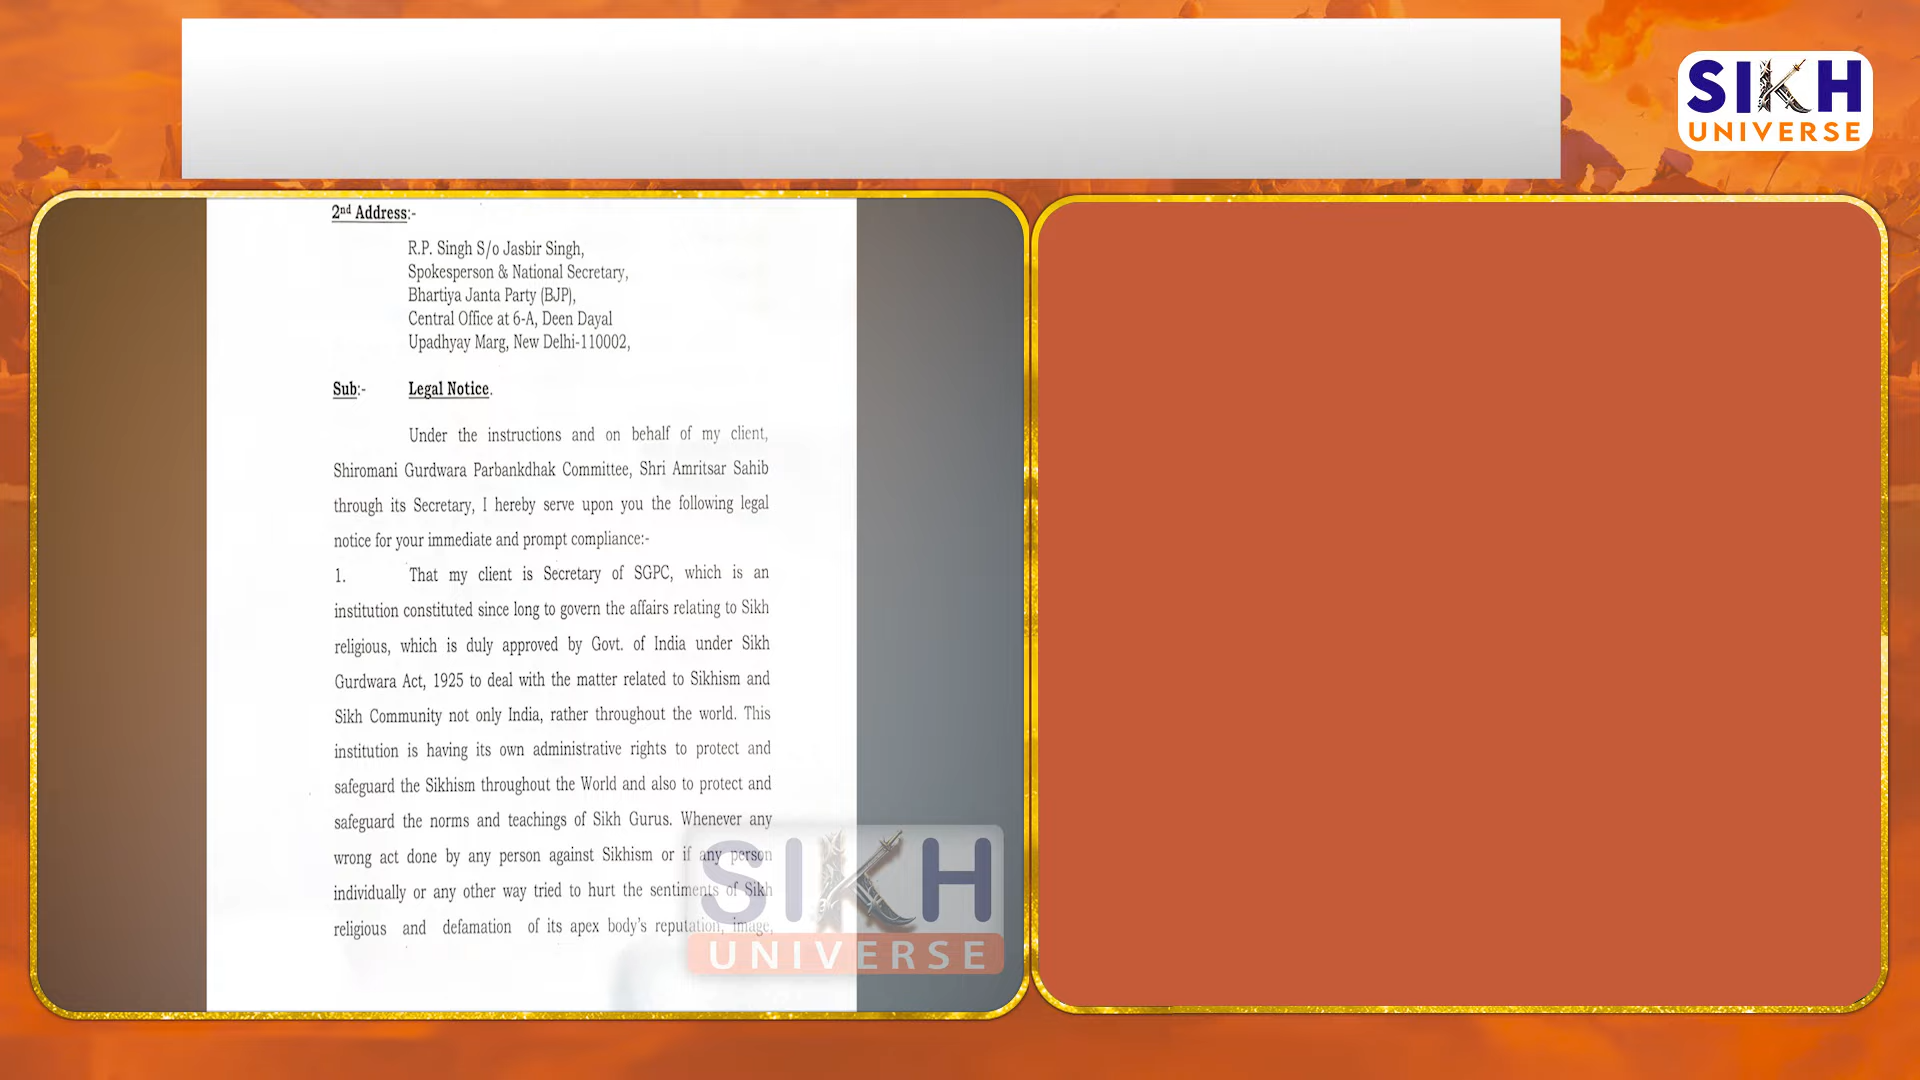 SIKH
UNIVERSE
2nd Address:-
R.P. Singh S/o Jasbir Singh,
Spokesperson & National Secretary,
Bhartiya Janta Party (BJP),
Central Office at 6-A, Deen Dayal
Upadhyay Marg, New Delhi-110002,
Sub:- Legal Notice.
Under the instructions and on behalf of my client,
Shiromani Gurdwara Parbankdhak Committee, Shri Amritsar Sahib
through its Secretary, I hereby serve upon you the following legal
notice for your immediate and prompt compliance:-
1. That my client is Secretary of SGPC, which is an
institution constituted since long to govern the affairs relating to Sikh
religious, which is duly approved by Govt. of India under Sikh
Gurdwara Act, 1925 to deal with the matter related to Sikhism and
Sikh Community not only India, rather throughout the world. This
institution is having its own administrative rights to protect and
safeguard the Sikhism throughout the World and also to protect and
safeguard the norms and teachings of Sikh Gurus. Whenever any
wrong act done by any person against Sikhism or if any person
individually or any other way tried to hurt the sentiments of Sikh
religious and defamation of its apex body's reputation, image,
SIKH
UNIVERSE